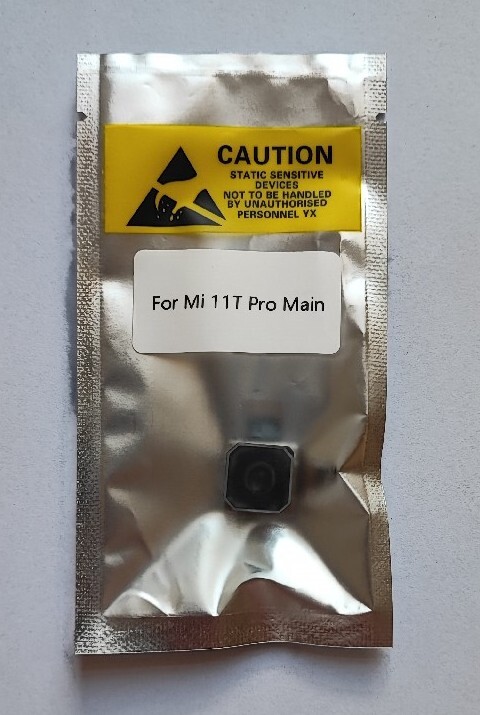 CAUTION
STATIC SENSITIVE
DEVICES
NOT TO BE HANDLED
BY UNAUTHORISED
PERSONNEL YX
For Mi 11T Pro Main